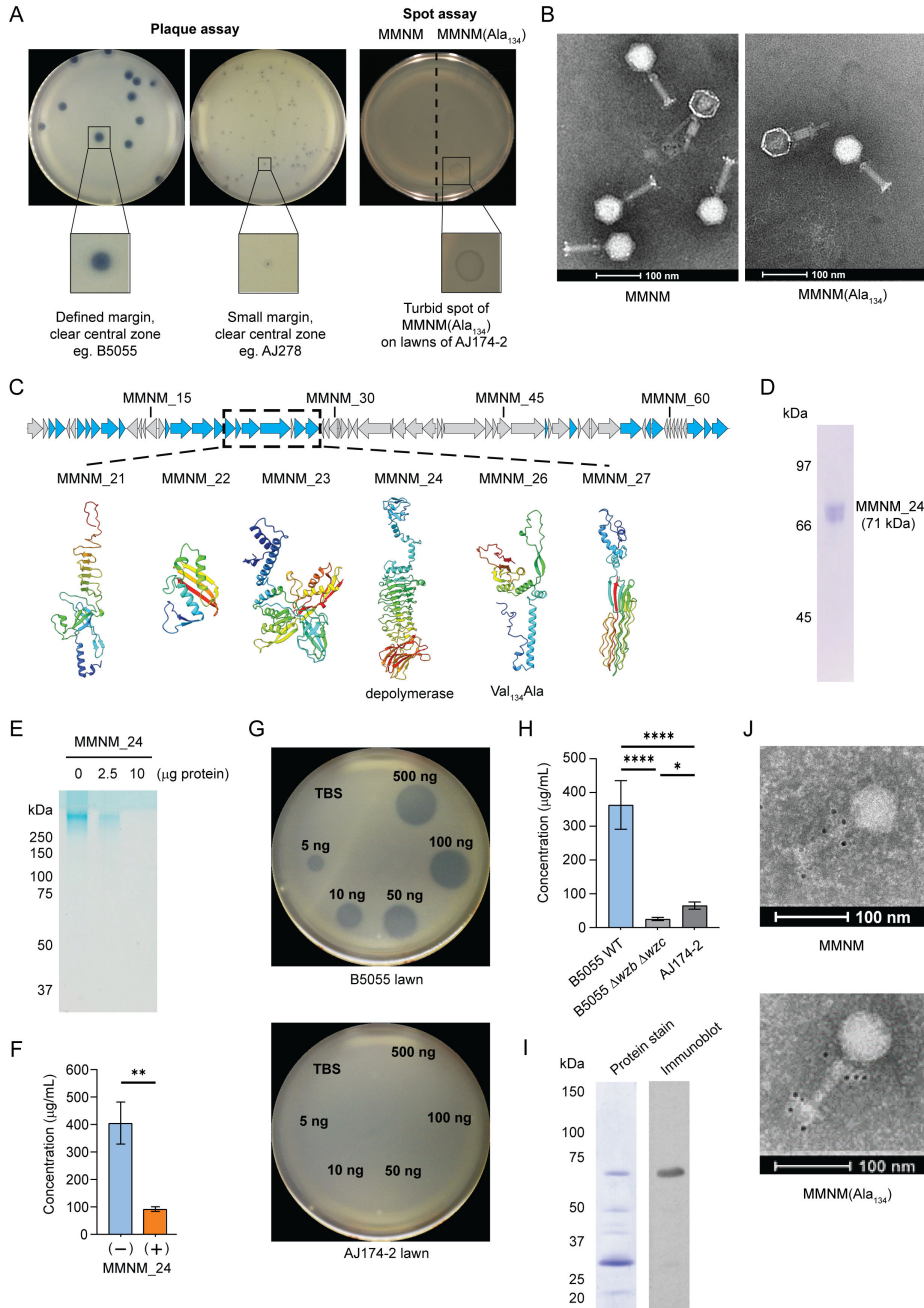 A
Plaque assay
Spot assay
MMNM MMNM(Ala134)
Defined margin,
clear central zone
eg. B5055
Small margin,
clear central zone
eg. AJ278
Turbid spot of
MMNM(Ala134)
on lawns of AJ174-2
B
100 nm
MMNM
100 nm
MMNM(Ala134)
C
MMNM_15
MMNM_30
MMNM_45
MMNM_60
MMNM_21
MMNM_22
MMNM_23
MMNM_24
MMNM_26
MMNM_27
depolymerase
Val134Ala
D
kDa
97
66
45
MMNM_24
(71 kDa)
E
MMNM_24
0 2.5 10 (μg protein)
kDa
250
150
100
75
50
37
F
Concentration (μg/mL)
600
500
400
300
200
100
0
**
(−) (+)
MMNM_24
G
TBS
500 ng
5 ng
100 ng
10 ng
50 ng
B5055 lawn
TBS
500 ng
5 ng
100 ng
10 ng
50 ng
AJ174-2 lawn
H
Concentration (μg/mL)
500
400
300
200
100
0
****
**** *
B5055 WT
B5055 Δwzb Δwzc
AJ174-2
I
kDa
Protein stain
Immunoblot
150
100
75
50
37
25
20
J
100 nm
MMNM
100 nm
MMNM(Ala134)